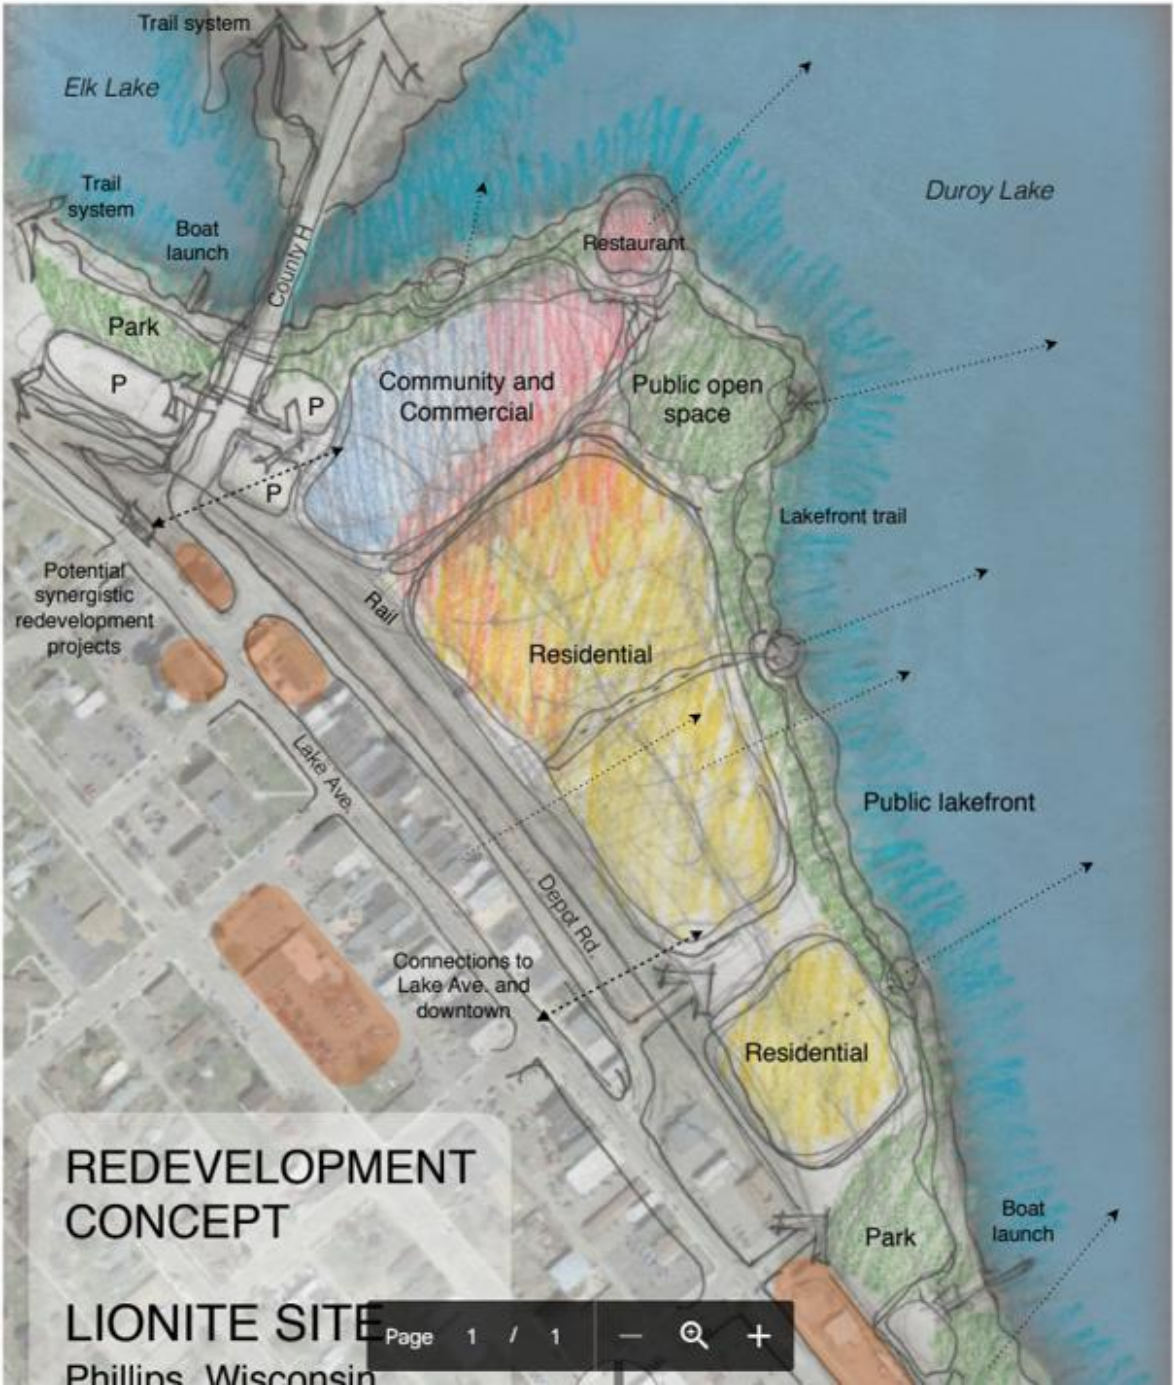 Trail system
Elk Lake
Trail
system
Boat
launch
County H
Duroy Lake
Restaurant
Park
P
P
P
Community and
Commercial
Public open
space
Lakefront trail
Potential
synergistic
redevelopment
projects
Rail
Residential
Lake Ave.
Public lakefront
Depot Rd.
Connections to
Lake Ave. and
downtown
Residential
Park
Boat
launch
REDEVELOPMENT
CONCEPT
LIONITE SITE
Phillips, Wisconsin
Page 1 / 1